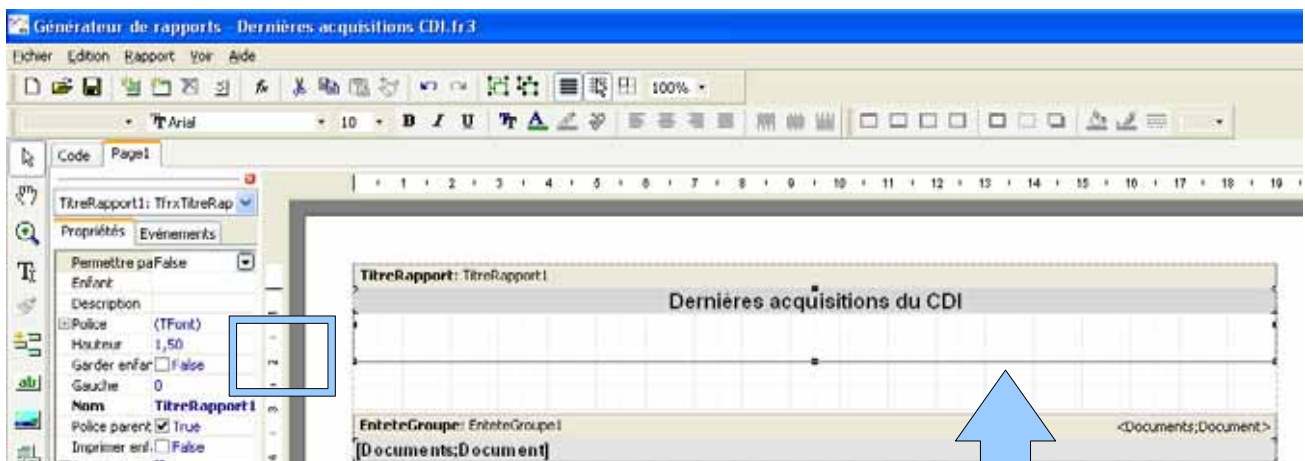 Générateur de rapports - Dernières acquisitions CDI.fr3
Fichier Edition Rapport Voir Aide
100%
Arial 10 B I U
Code Page1
1 2 3 4 5 6 7 8 9 10 11 12 13 14 15 16 17 18 19
TitreRapport1: TfrxTitreRap
Propriétés Evénements
Permettre pa False
Enfant
Description
Police (TFont)
Hauteur 1,50
Garder enfar False
Gauche 0
Nom TitreRapport1
Police parent True
Imprimer enf. False
TitreRapport: TitreRapport1
Dernières acquisitions du CDI
EnteteGroupe: EnteteGroupe1 <Documents;Document>
[Documents;Document]